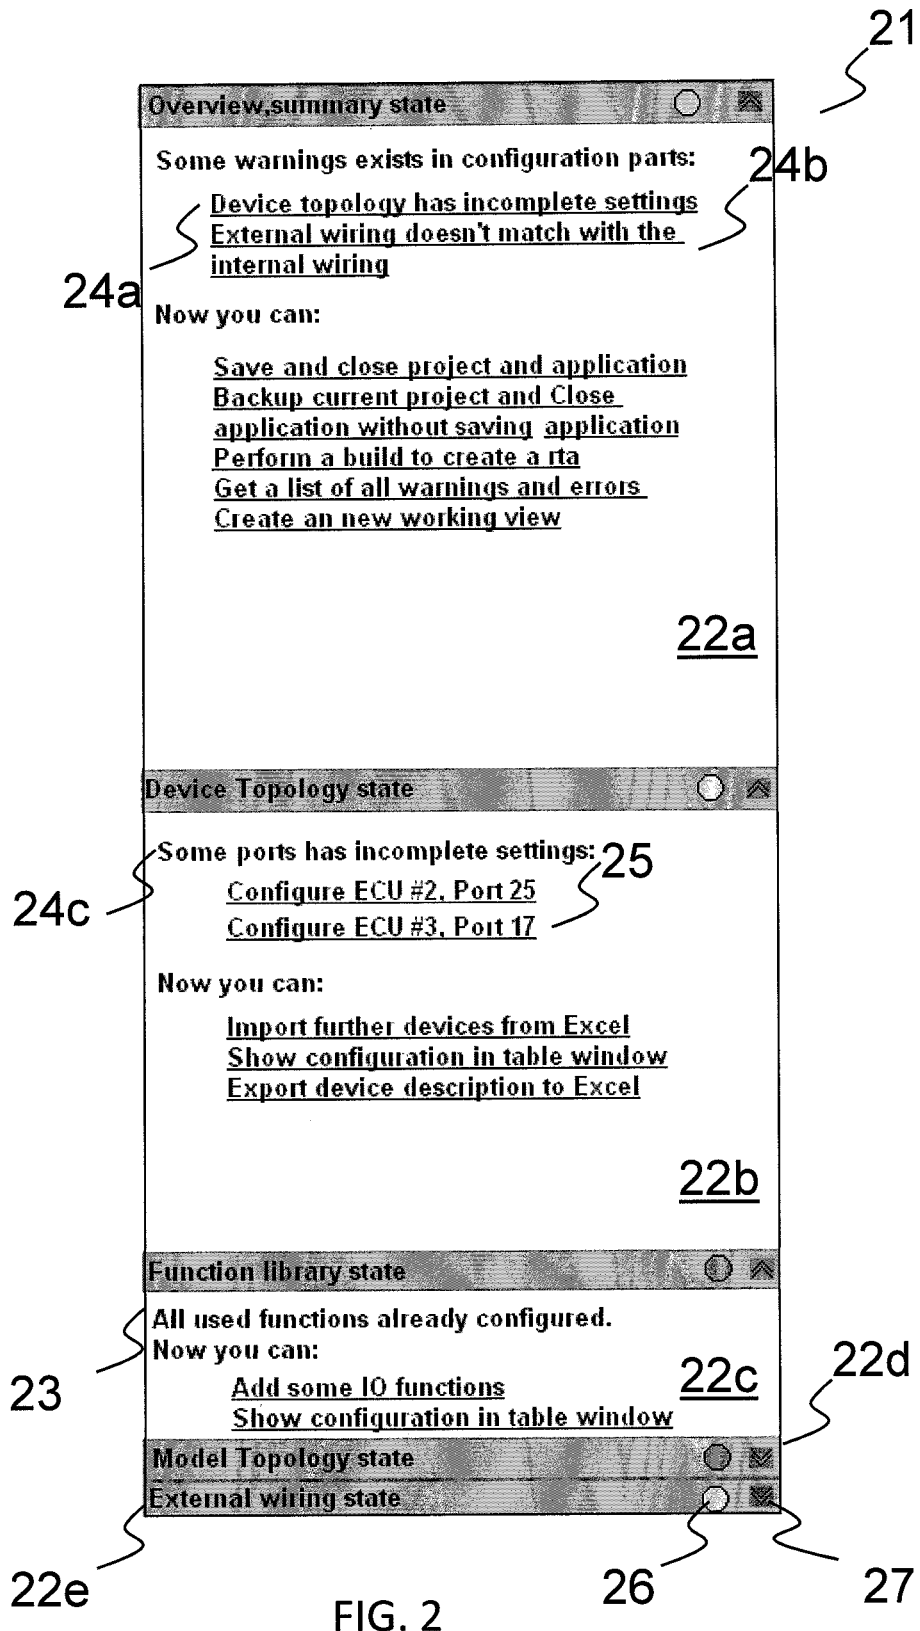 21
Overview,summary state
Some warnings exists in configuration parts:
24b
Device topology has incomplete settings
External wiring doesn't match with the
internal wiring
24a
Now you can:
Save and close project and application
Backup current project and Close
application without saving application
Perform a build to create a rta
Get a list of all warnings and errors
Create an new working view
22a
Device Topology state
Some ports has incomplete settings:
25
Configure ECU #2, Port 25
24c
Configure ECU #3, Port 17
Now you can:
Import further devices from Excel
Show configuration in table window
Export device description to Excel
22b
Function library state
All used functions already configured.
Now you can:
22d
23
Add some IO functions
22c
Show configuration in table window
Model Topology state
External wiring state
22e
26
27
FIG. 2